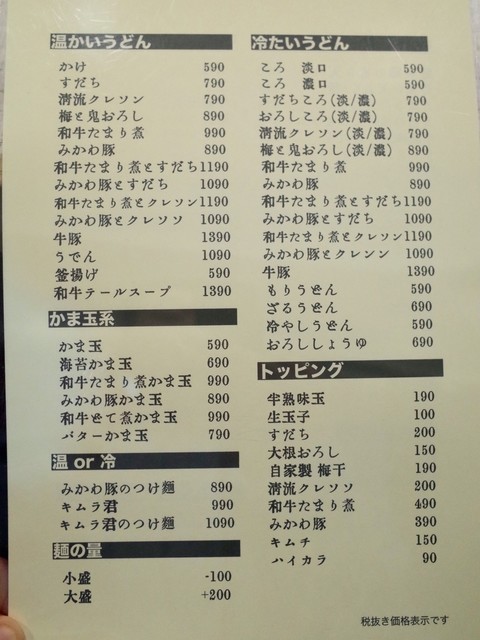 温かいうどん
かけ 590
すだち 790
清流クレソン 790
梅と鬼おろし 890
和牛たまり煮 990
みかわ豚 890
和牛たまり煮とすだち 1190
みかわ豚とすだち 1090
和牛たまり煮とクレソン 1190
みかわ豚とクレソソ 1090
牛豚 1390
うでん 1090
釜揚げ 590
和牛テールスープ 1390
かま玉系
かま玉 590
海苔かま玉 690
和牛たまり煮かま玉 990
みかわ豚かま玉 890
和牛せて煮かま玉 990
バターかま玉 790
温 or 冷
みかわ豚のつけ麺 890
キムラ君 990
キムラ君のつけ麺 1090
麺の量
小盛 -100
大盛 +200
冷たいうどん
ころ 淡口 590
ころ 濃口 590
すだちころ(淡/濃) 790
おろしころ(淡/濃) 790
清流クレソン(淡/濃) 790
梅と鬼おろし(淡/濃) 890
和牛たまり煮 990
みかわ豚 890
和牛たまり煮とすだち 1190
みかわ豚とすだち 1090
和牛たまり煮とクレソン 1190
みかわ豚とクレンン 1090
牛豚 1390
もりうどん 590
ざるうどん 690
冷やしうどん 590
おろししょうゆ 690
トッピング
半熟味玉 190
生玉子 100
すだち 200
大根おろし 150
自家製 梅干 190
清流クレソソ 200
和牛たまり煮 490
みかわ豚 390
キムチ 150
ハイカラ 90
税抜き価格表示です